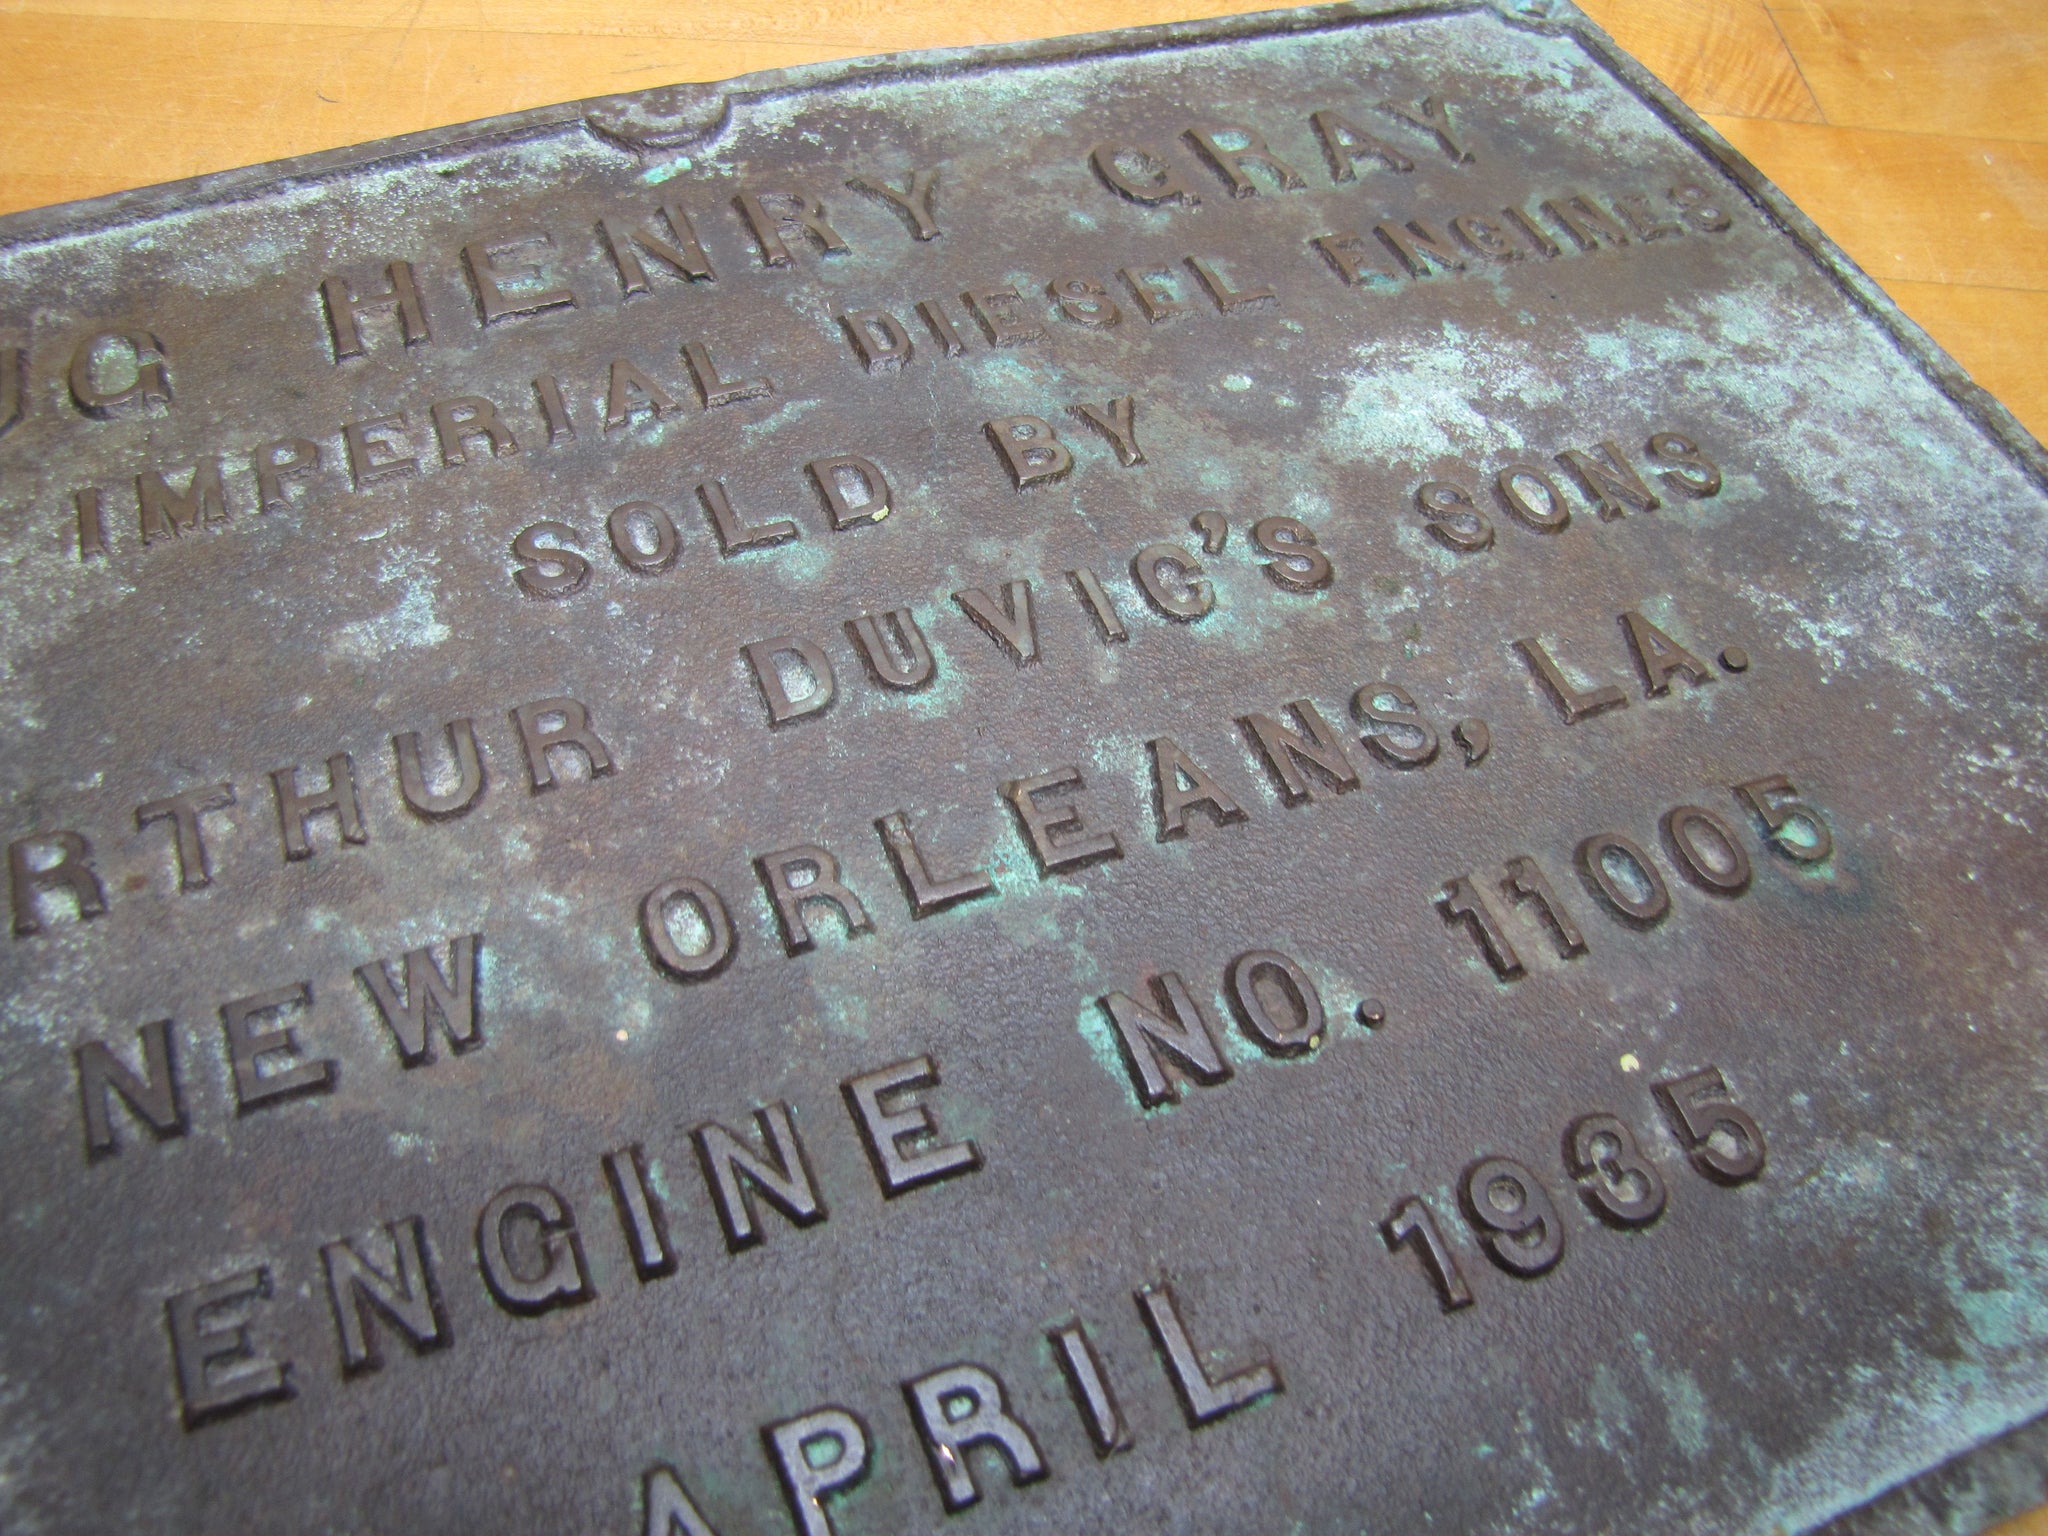 UG HENRY GRAY
IMPERIAL DIESEL ENGINES
SOLD BY
RTHUR DUVIC'S SONS
NEW ORLEANS, LA.
ENGINE NO. 11005
APRIL 1935